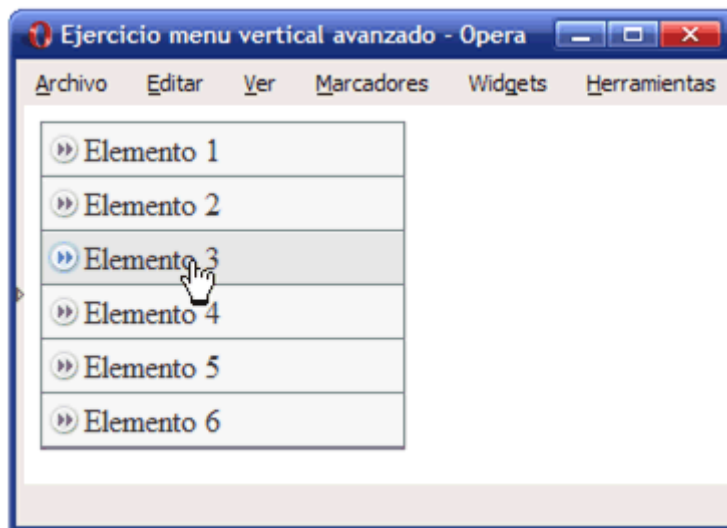 Ejercicio menu vertical avanzado - Opera
Archivo Editar Ver Marcadores Widgets Herramientas
Elemento 1
Elemento 2
Elemento 3
Elemento 4
Elemento 5
Elemento 6